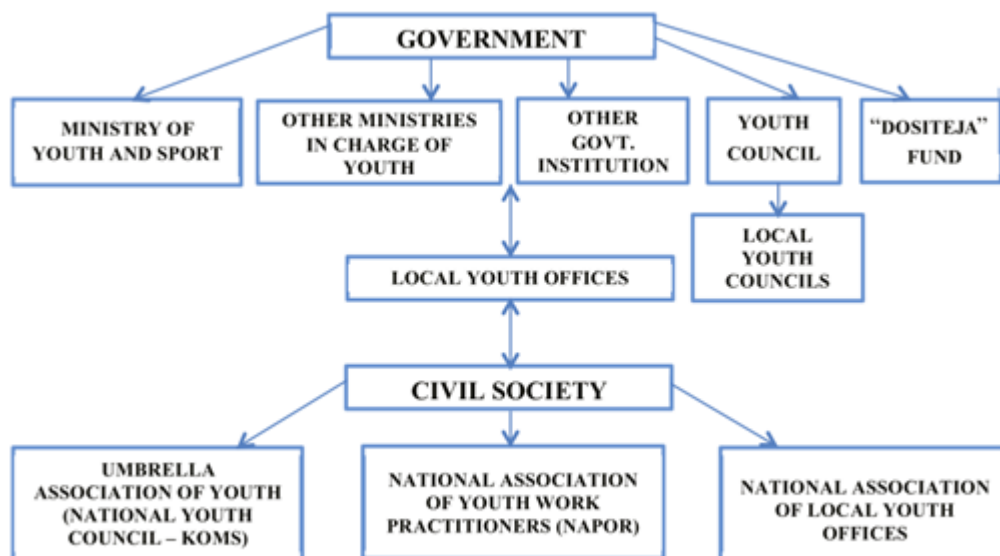 GOVERNMENT
MINISTRY OF
YOUTH AND SPORT
OTHER MINISTRIES
IN CHARGE OF
YOUTH
OTHER
GOVT.
INSTITUTION
YOUTH
COUNCIL
“DOSITEJA”
FUND
LOCAL
YOUTH
COUNCILS
LOCAL YOUTH OFFICES
CIVIL SOCIETY
UMBRELLA
ASSOCIATION OF YOUTH
(NATIONAL YOUTH
COUNCIL – KOMS)
NATIONAL ASSOCIATION
OF YOUTH WORK
PRACTITIONERS (NAPOR)
NATIONAL ASSOCIATION
OF LOCAL YOUTH
OFFICES